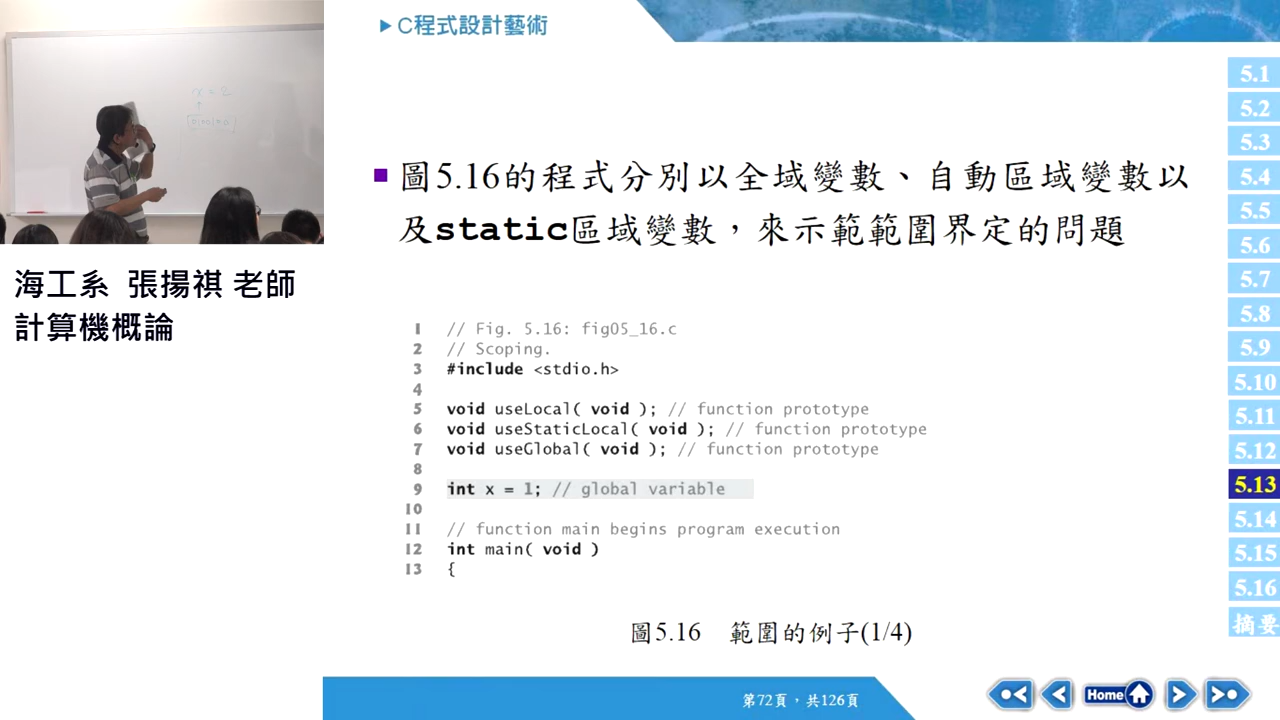 C程式設計藝術
x = 2
圖5.16的程式分別以全域變數、自動區域變數以
及static區域變數,來示範範圍界定的問題
海工系 張揚祺 老師
計算機概論
1 // Fig. 5.16: fig05_16.c
2 // Scoping.
3 #include <stdio.h>
4
5 void useLocal( void ); // function prototype
6 void useStaticLocal( void ); // function prototype
7 void useGlobal( void ); // function prototype
8
9 int x = 1; // global variable
10
11 // function main begins program execution
12 int main( void )
13 {
圖5.16 範圍的例子(1/4)
第72頁,共126頁
Home
5.1
5.2
5.3
5.4
5.5
5.6
5.7
5.8
5.9
5.10
5.11
5.12
5.13
5.14
5.15
5.16
摘要